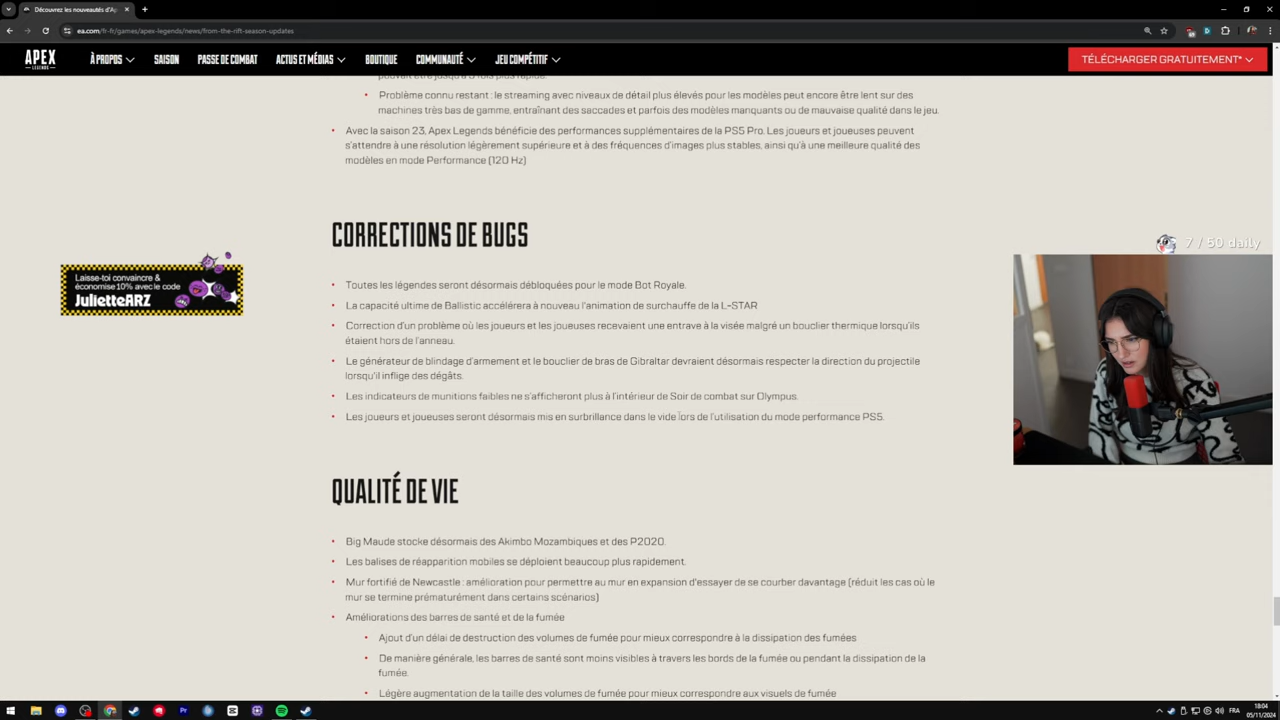 Découvrez les nouveautés d'Ap
ea.com/fr-fr/games/apex-legends/news/from-the-rift-season-updates
APEX
LEGENDS
À PROPOS
SAISON
PASSE DE COMBAT
ACTUS ET MÉDIAS
BOUTIQUE
COMMUNAUTÉ
JEU COMPÉTITIF
TÉLÉCHARGER GRATUITEMENT*
Problème connu restant : le streaming avec niveaux de détail plus élevés pour les modèles peut encore être lent sur des
machines très bas de gamme, entraînant des saccades et parfois des modèles manquants ou de mauvaise qualité dans le jeu.
Avec la saison 23, Apex Legends bénéficie des performances supplémentaires de la PS5 Pro. Les joueurs et joueuses peuvent
s'attendre à une résolution légèrement supérieure et à des fréquences d'images plus stables, ainsi qu'à une meilleure qualité des
modèles en mode Performance (120 Hz)
CORRECTIONS DE BUGS
7 / 50 daily
Laisse-toi convaincre &
économise 10% avec le code
JulietteARZ
Toutes les légendes seront désormais débloquées pour le mode Bot Royale.
La capacité ultime de Ballistic accélérera à nouveau l'animation de surchauffe de la L-STAR
Correction d'un problème où les joueurs et les joueuses recevaient une entrave à la visée malgré un bouclier thermique lorsqu'ils
étaient hors de l'anneau.
Le générateur de blindage d'armement et le bouclier de bras de Gibraltar devraient désormais respecter la direction du projectile
lorsqu'il inflige des dégâts.
Les indicateurs de munitions faibles ne s'afficheront plus à l'intérieur de Soir de combat sur Olympus.
Les joueurs et joueuses seront désormais mis en surbrillance dans le vide lors de l'utilisation du mode performance PS5.
QUALITÉ DE VIE
Big Maude stocke désormais des Akimbo Mozambiques et des P2020.
Les balises de réapparition mobiles se déploient beaucoup plus rapidement.
Mur fortifié de Newcastle : amélioration pour permettre au mur en expansion d'essayer de se courber davantage (réduit les cas où le
mur se termine prématurément dans certains scénarios)
Améliorations des barres de santé et de la fumée
Ajout d'un délai de destruction des volumes de fumée pour mieux correspondre à la dissipation des fumées
De manière générale, les barres de santé sont moins visibles à travers les bords de la fumée ou pendant la dissipation de la
fumée.
Légère augmentation de la taille des volumes de fumée pour mieux correspondre aux visuels de fumée
FRA
18:04
05/11/2024